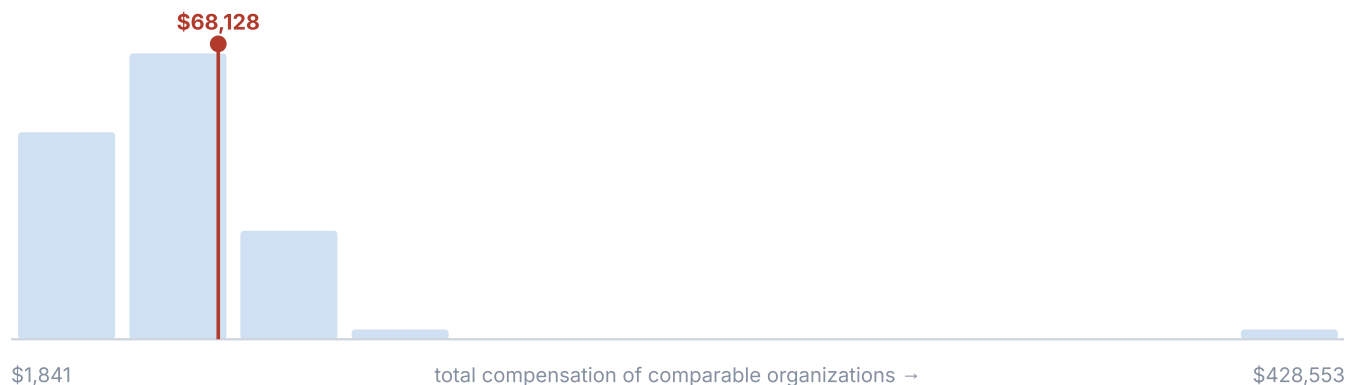 $68,128
$1,841 total compensation of comparable organizations → $428,553